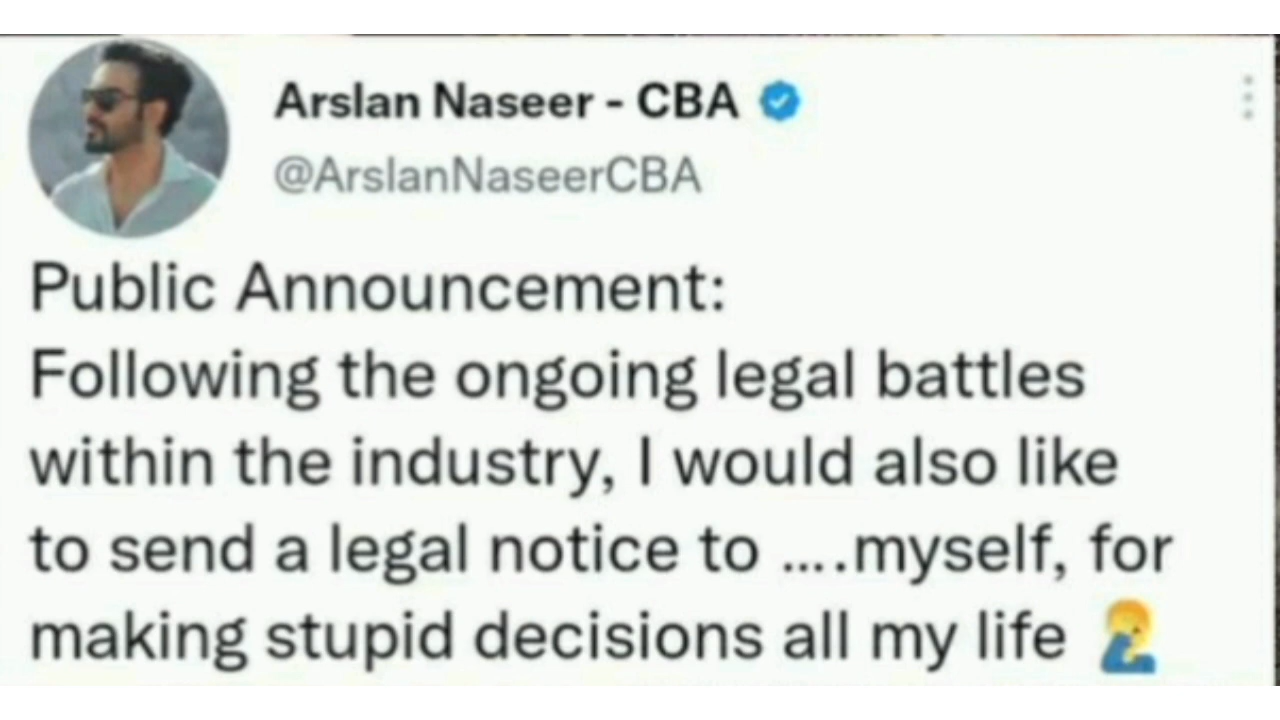 Arslan Naseer - CBA
@ArslanNaseerCBA
Public Announcement:
Following the ongoing legal battles
within the industry, I would also like
to send a legal notice to ....myself, for
making stupid decisions all my life 🤦‍♂️